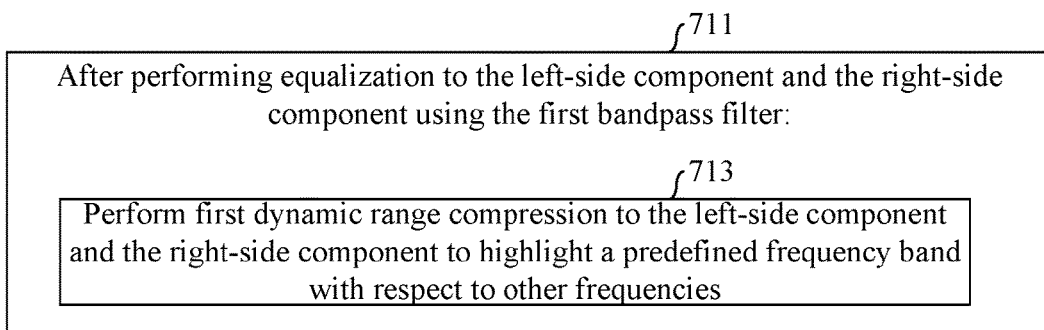 711
After performing equalization to the left-side component and the right-side
component using the first bandpass filter:
713
Perform first dynamic range compression to the left-side component
and the right-side component to highlight a predefined frequency band
with respect to other frequencies